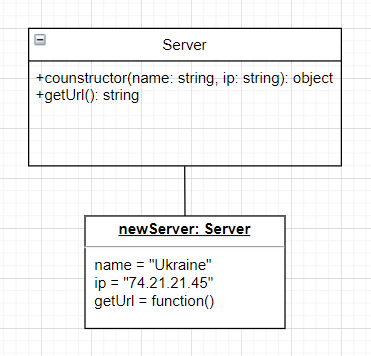 Server
+counstructor(name: string, ip: string): object
+getUrl(): string
newServer: Server
name = "Ukraine"
ip = "74.21.21.45"
getUrl = function()